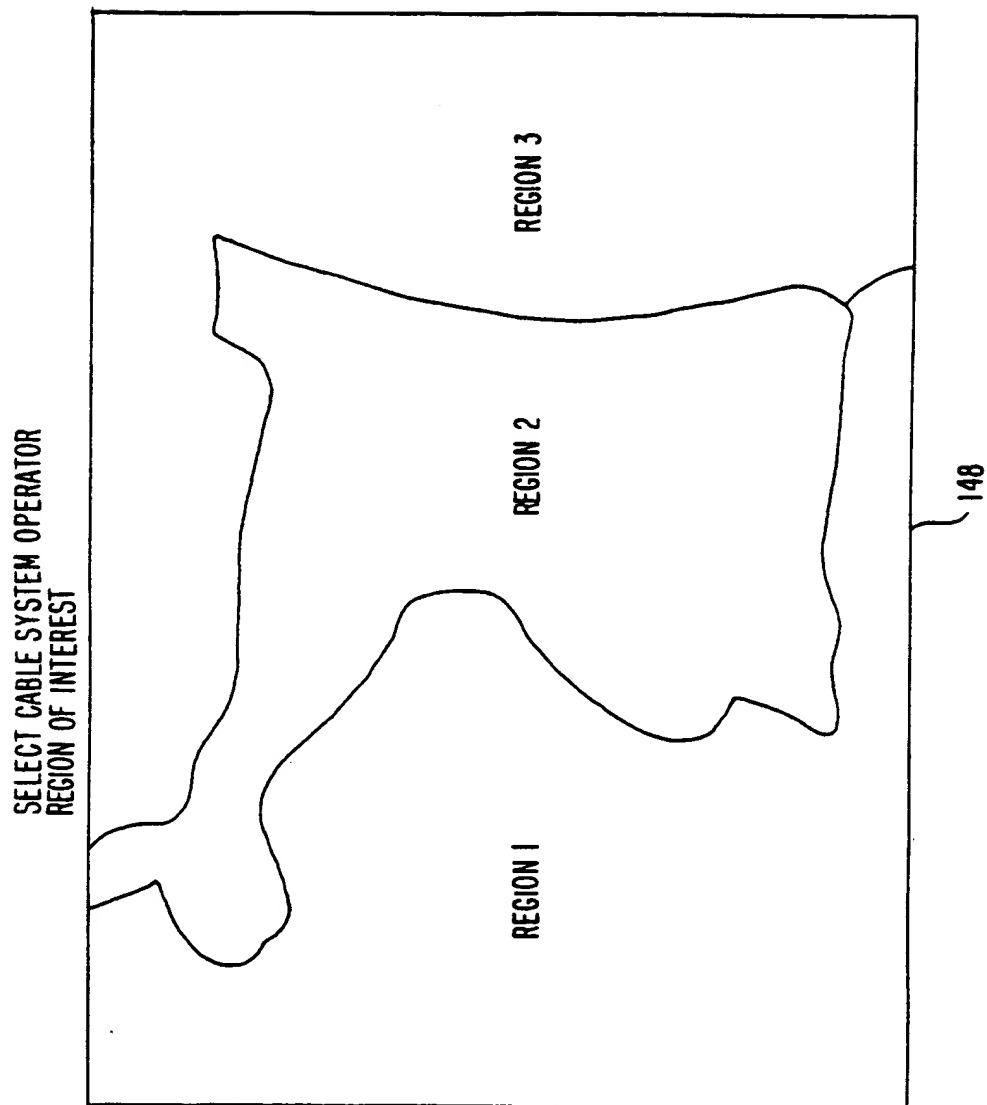 SELECT CABLE SYSTEM OPERATOR
REGION OF INTEREST
REGION 1
REGION 2
REGION 3
148